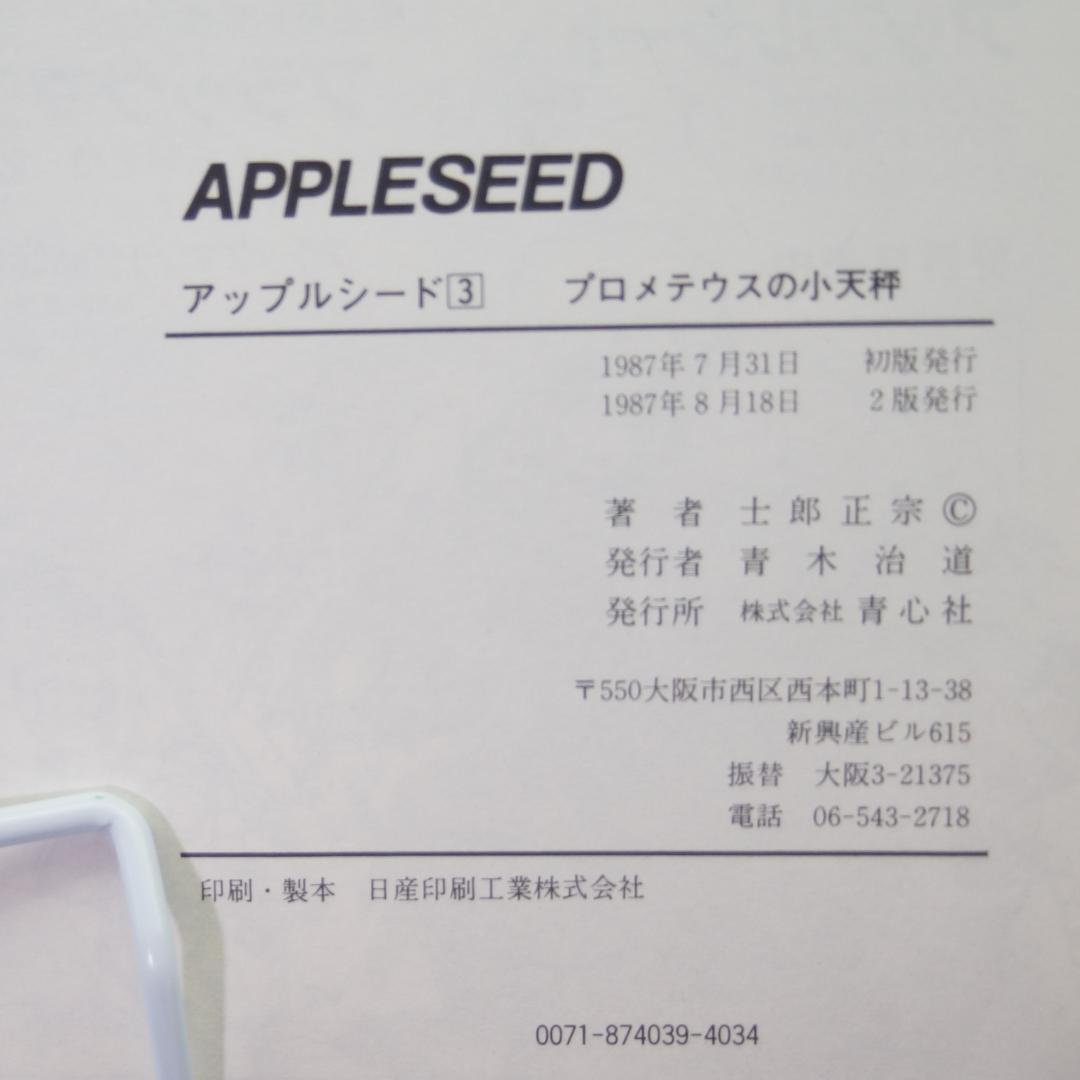 APPLESEED
アップルシード3 プロメテウスの小天秤
1987年7月31日 初版発行
1987年8月18日 2版発行
著者 士郎正宗©
発行者 青木治道
発行所 株式会社青心社
〒550大阪市西区西本町1-13-38
新興産ビル615
振替 大阪3-21375
電話 06-543-2718
印刷・製本 日産印刷工業株式会社
0071-874039-4034